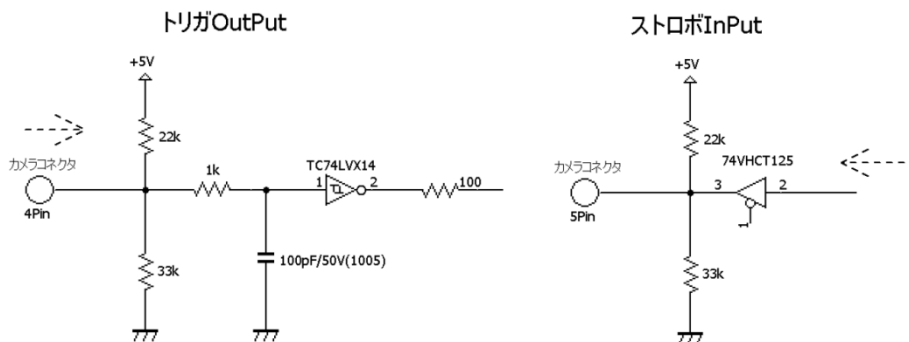 トリガOutPut
+5V
22k
カメラコネクタ
4Pin
1k
TC74LVX14
1
2
100
100pF/50V(1005)
33k
ストロボInPut
+5V
22k
カメラコネクタ
5Pin
74VHCT125
3
2
1
33k